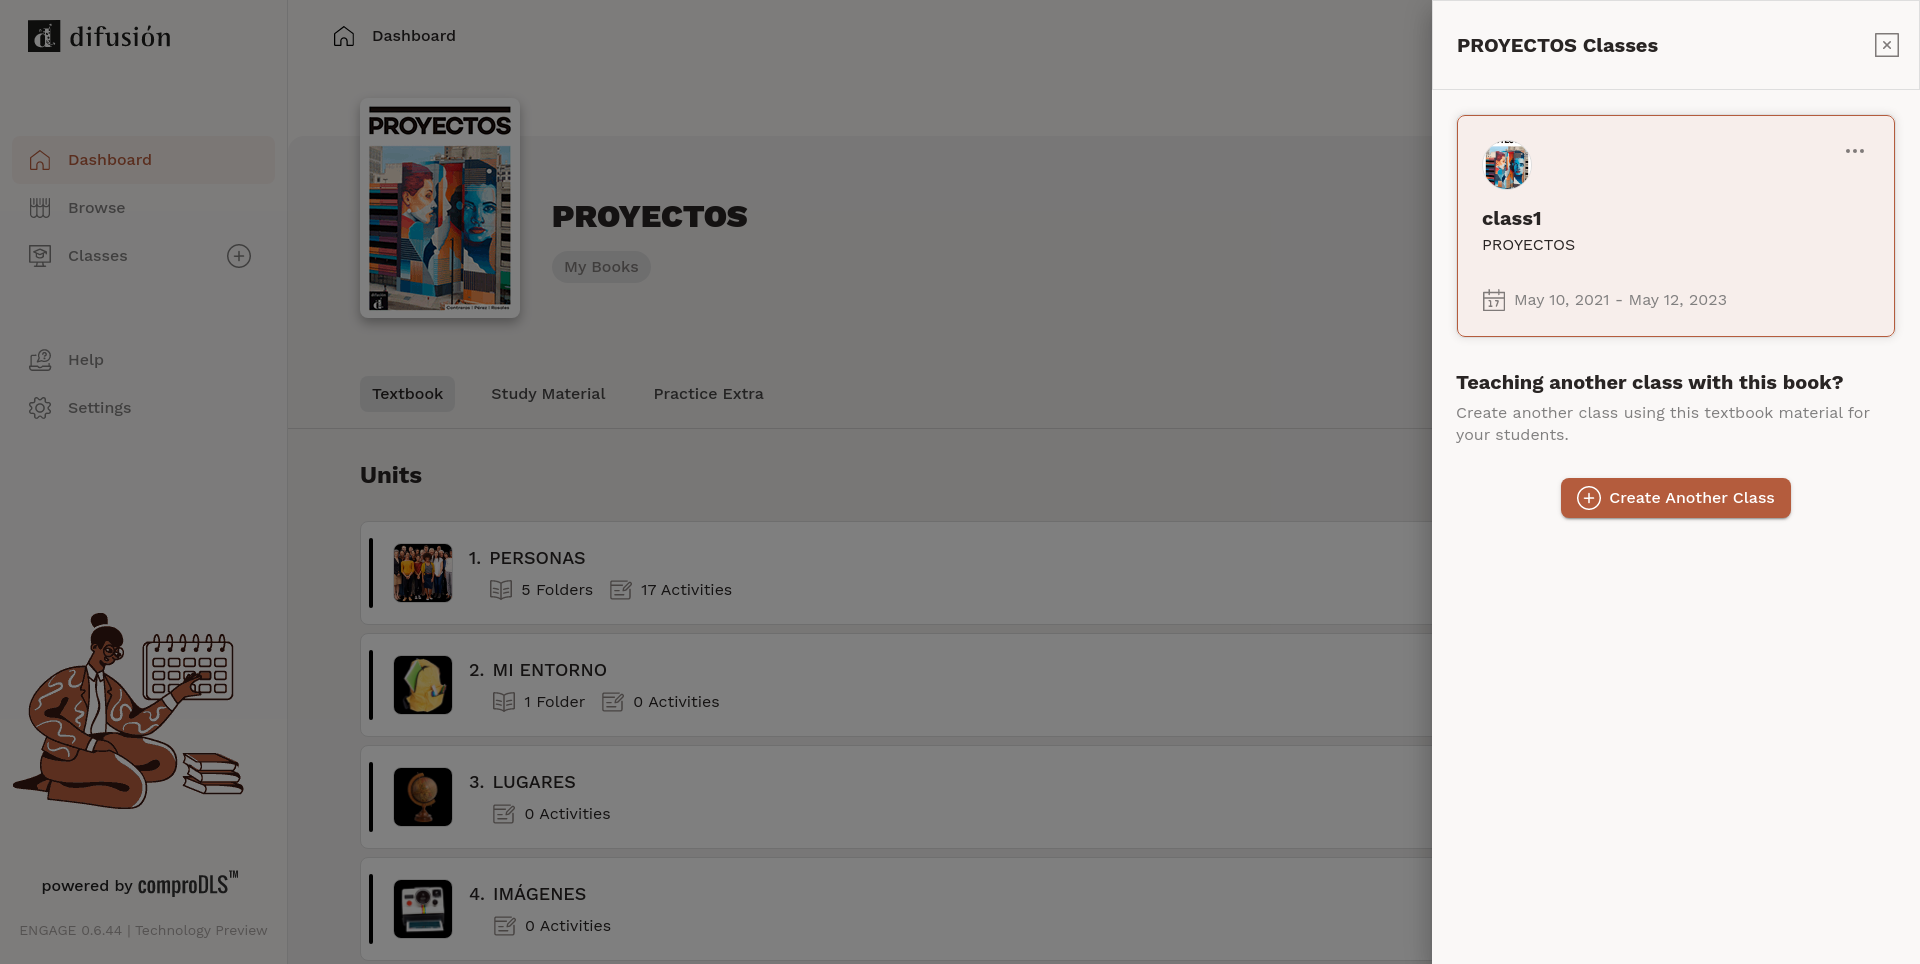 difusión
Dashboard
Browse
Classes
Help
Settings
powered by comproDLS™
ENGAGE 0.6.44 | Technology Preview
Dashboard
PROYECTOS
Contreras | Pérez | Rosales
PROYECTOS
My Books
Textbook
Study Material
Practice Extra
Units
1. PERSONAS
5 Folders
17 Activities
2. MI ENTORNO
1 Folder
0 Activities
3. LUGARES
0 Activities
4. IMÁGENES
0 Activities
PROYECTOS Classes
class1
PROYECTOS
17
May 10, 2021 - May 12, 2023
Teaching another class with this book?
Create another class using this textbook material for
your students.
Create Another Class